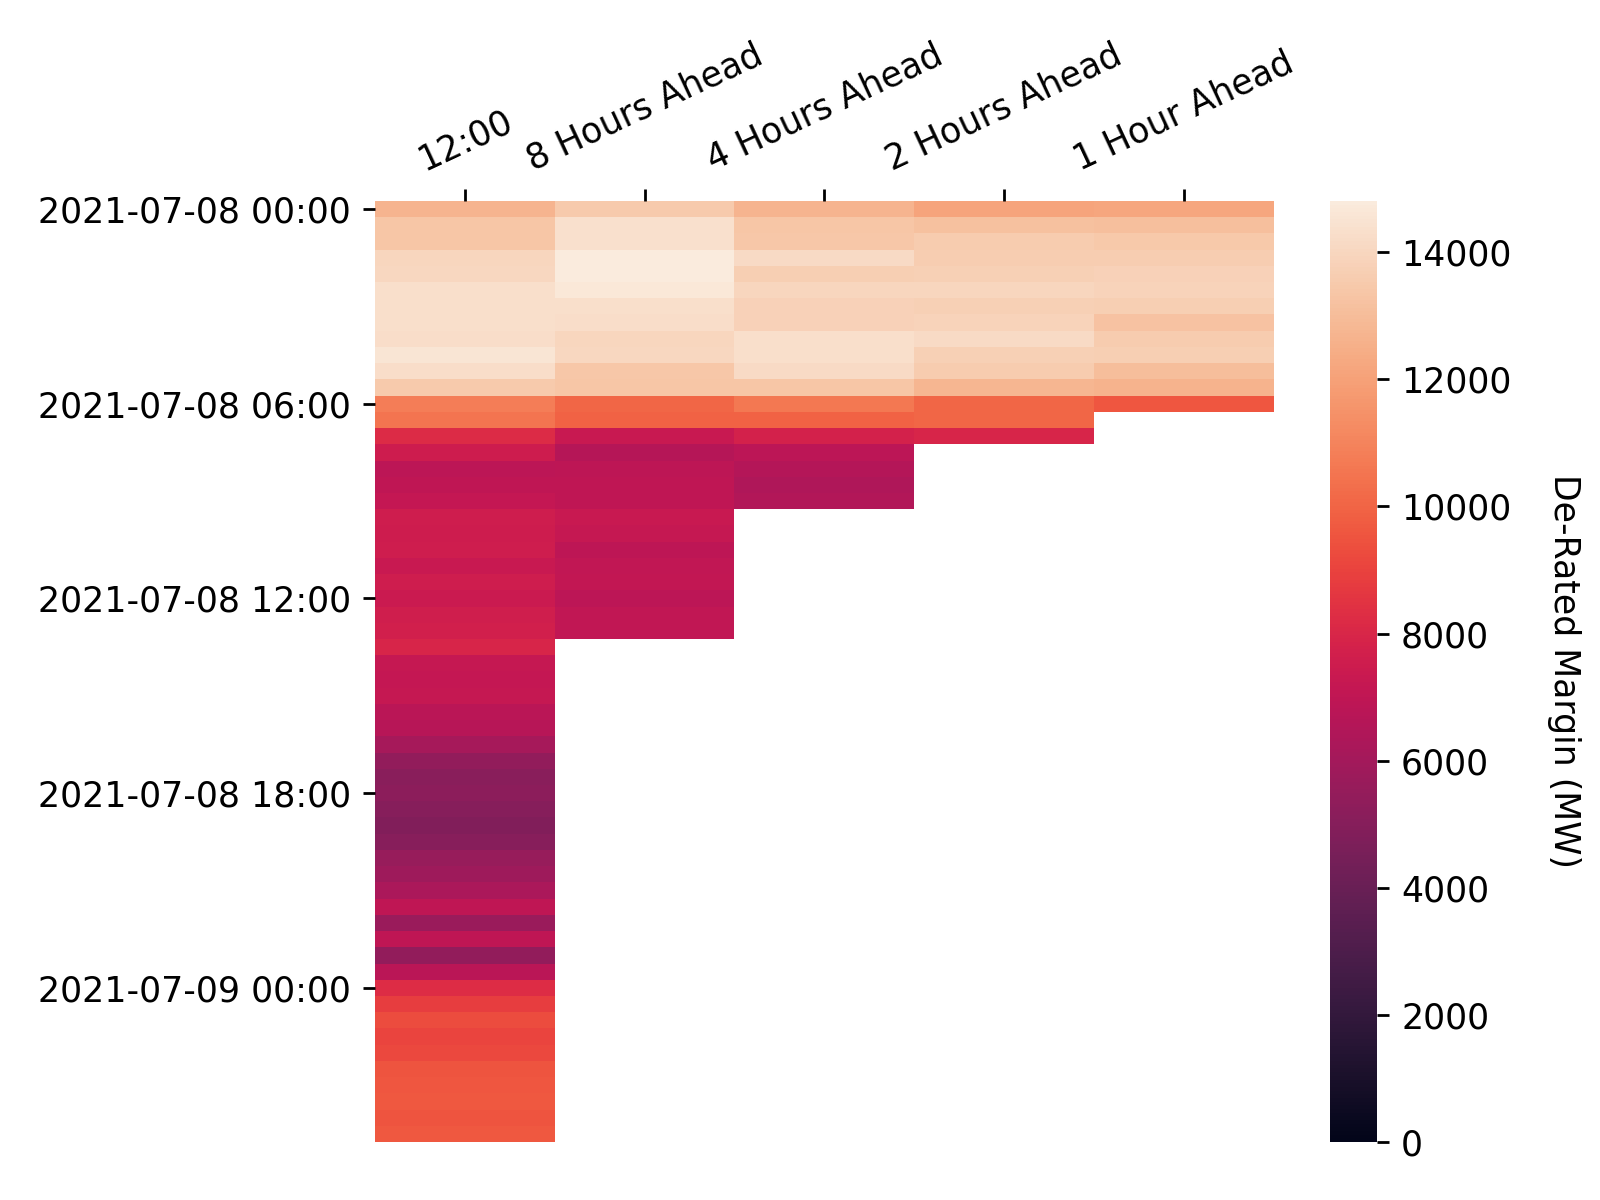 12:00
8 Hours Ahead
4 Hours Ahead
2 Hours Ahead
1 Hour Ahead
2021-07-08 00:00
2021-07-08 06:00
2021-07-08 12:00
2021-07-08 18:00
2021-07-09 00:00
14000
12000
10000
8000
6000
4000
2000
0
De-Rated Margin (MW)